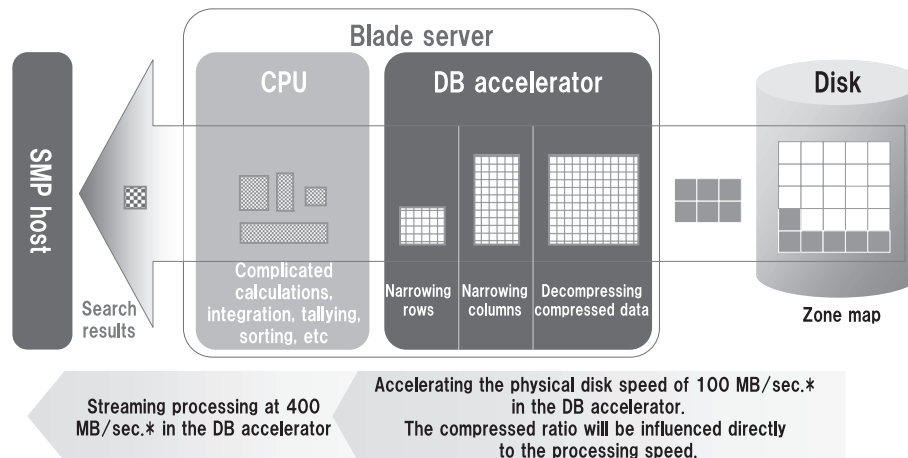 Blade server
SMP host
CPU
DB accelerator
Disk
Search
results
Complicated
calculations,
integration, tallying,
sorting, etc
Narrowing
rows
Narrowing
columns
Decompressing
compressed data
Zone map
Streaming processing at 400
MB/sec.* in the DB accelerator
Accelerating the physical disk speed of 100 MB/sec.*
in the DB accelerator.
The compressed ratio will be influenced directly
to the processing speed.